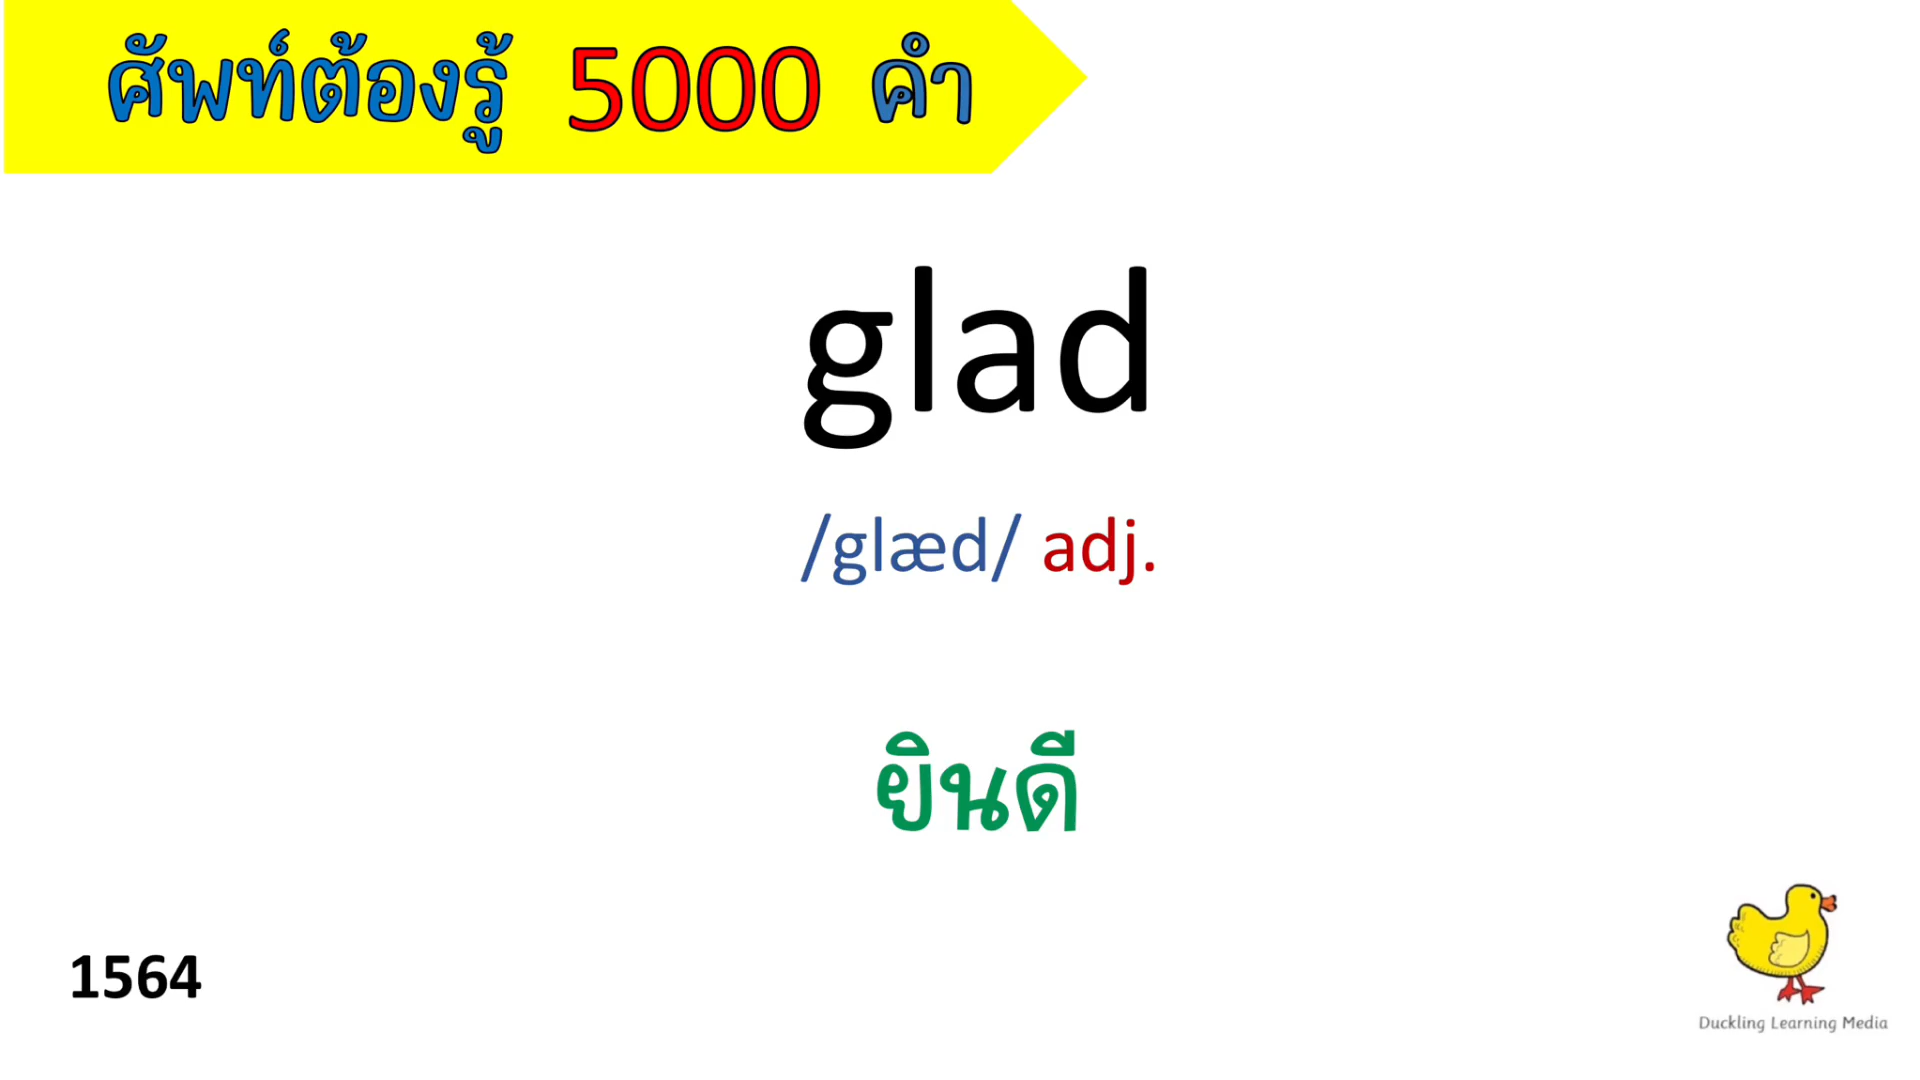 ศัพท์ต้องรู้ 5000 คำ
glad
/glæd/ adj.
ยินดี
1564
Duckling Learning Media